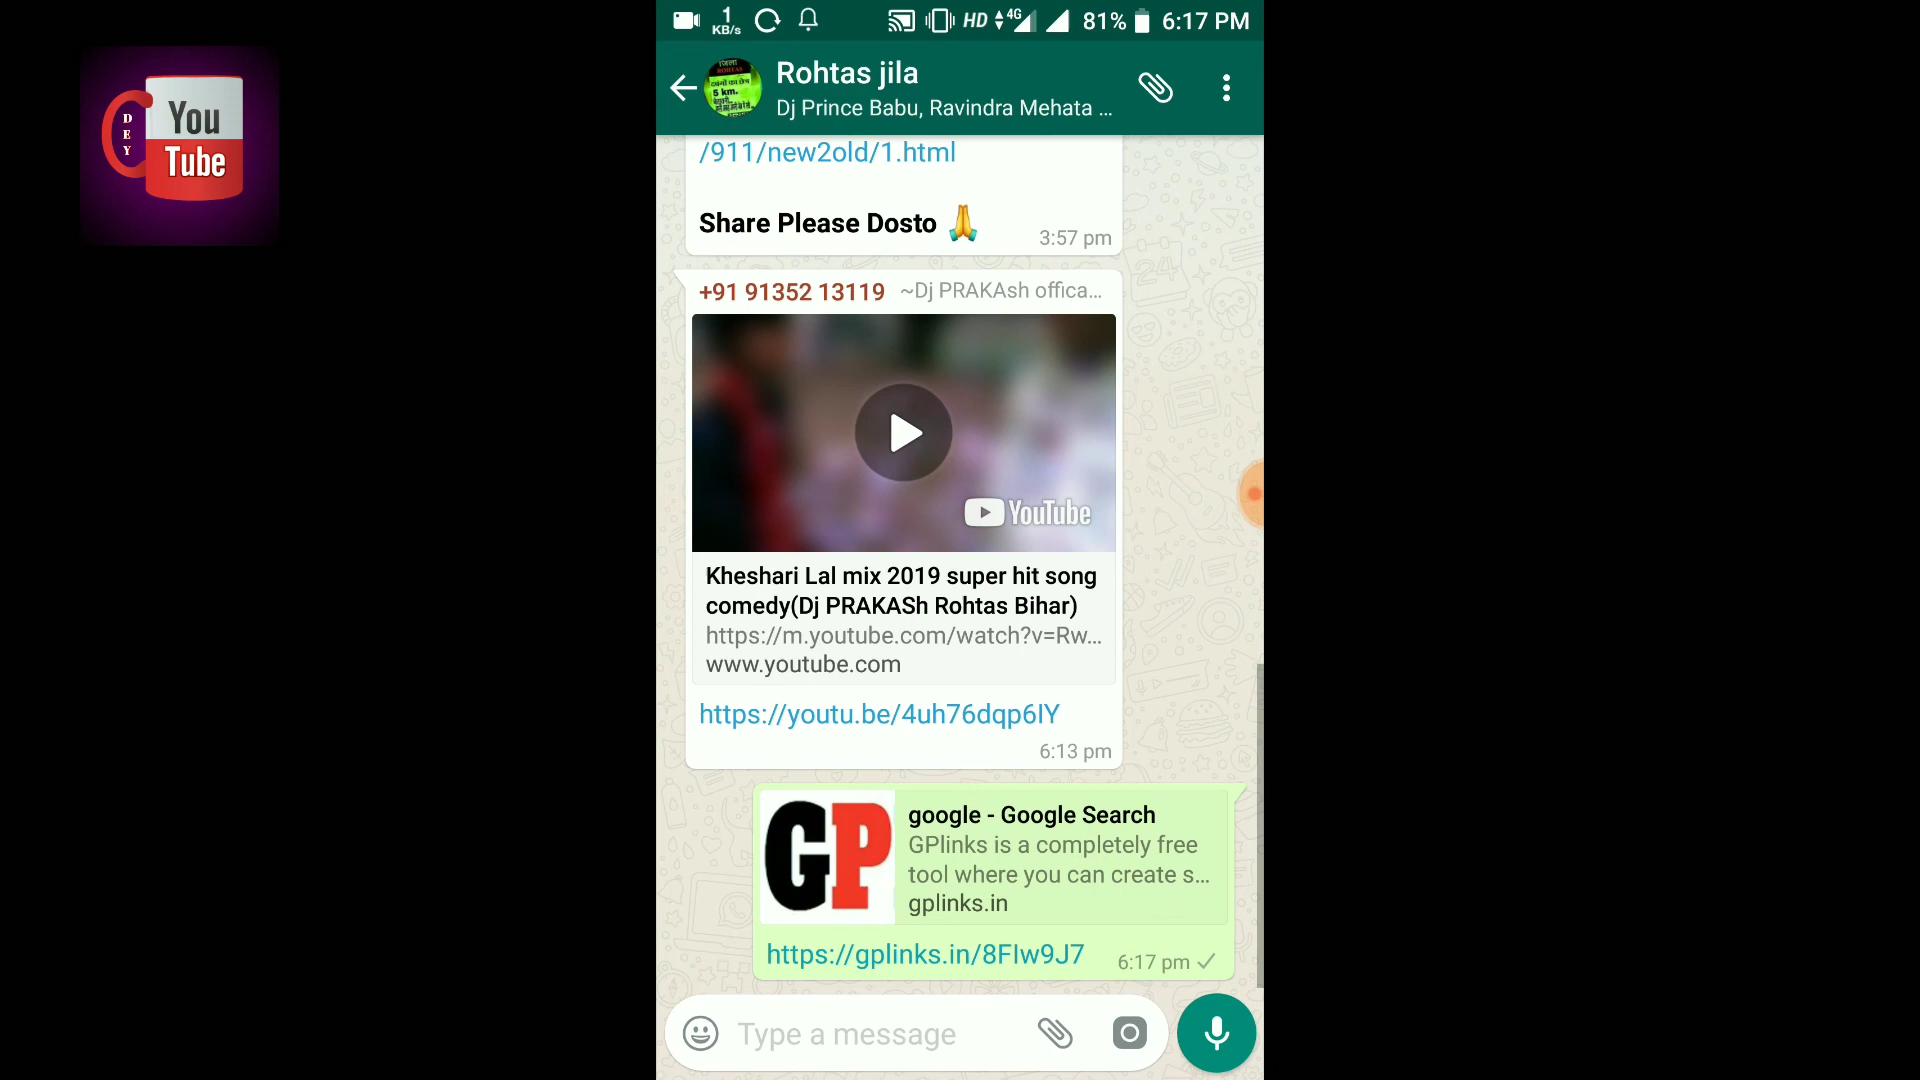 D
E
Y
You
Tube
1
KB/s
HD
4G
81%
6:17 PM
जिला
ROHTAS
5 km.
Rohtas jila
Dj Prince Babu, Ravindra Mehata ...
/911/new2old/1.html
Share Please Dosto 🙏
3:57 pm
+91 91352 13119 ~Dj PRAKAsh offica...
YouTube
Kheshari Lal mix 2019 super hit song
comedy(Dj PRAKASh Rohtas Bihar)
https://m.youtube.com/watch?v=Rw...
www.youtube.com
https://youtu.be/4uh76dqp6IY
6:13 pm
GP
google - Google Search
GPlinks is a completely free
tool where you can create s...
gplinks.in
https://gplinks.in/8FIw9J7
6:17 pm
Type a message